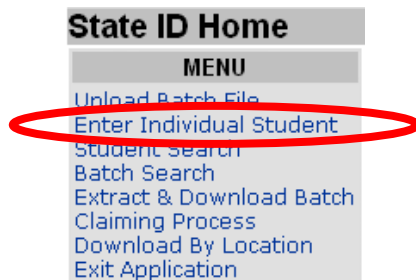 State ID Home
MENU
Upload Batch File
Enter Individual Student
Student Search
Batch Search
Extract & Download Batch
Claiming Process
Download By Location
Exit Application